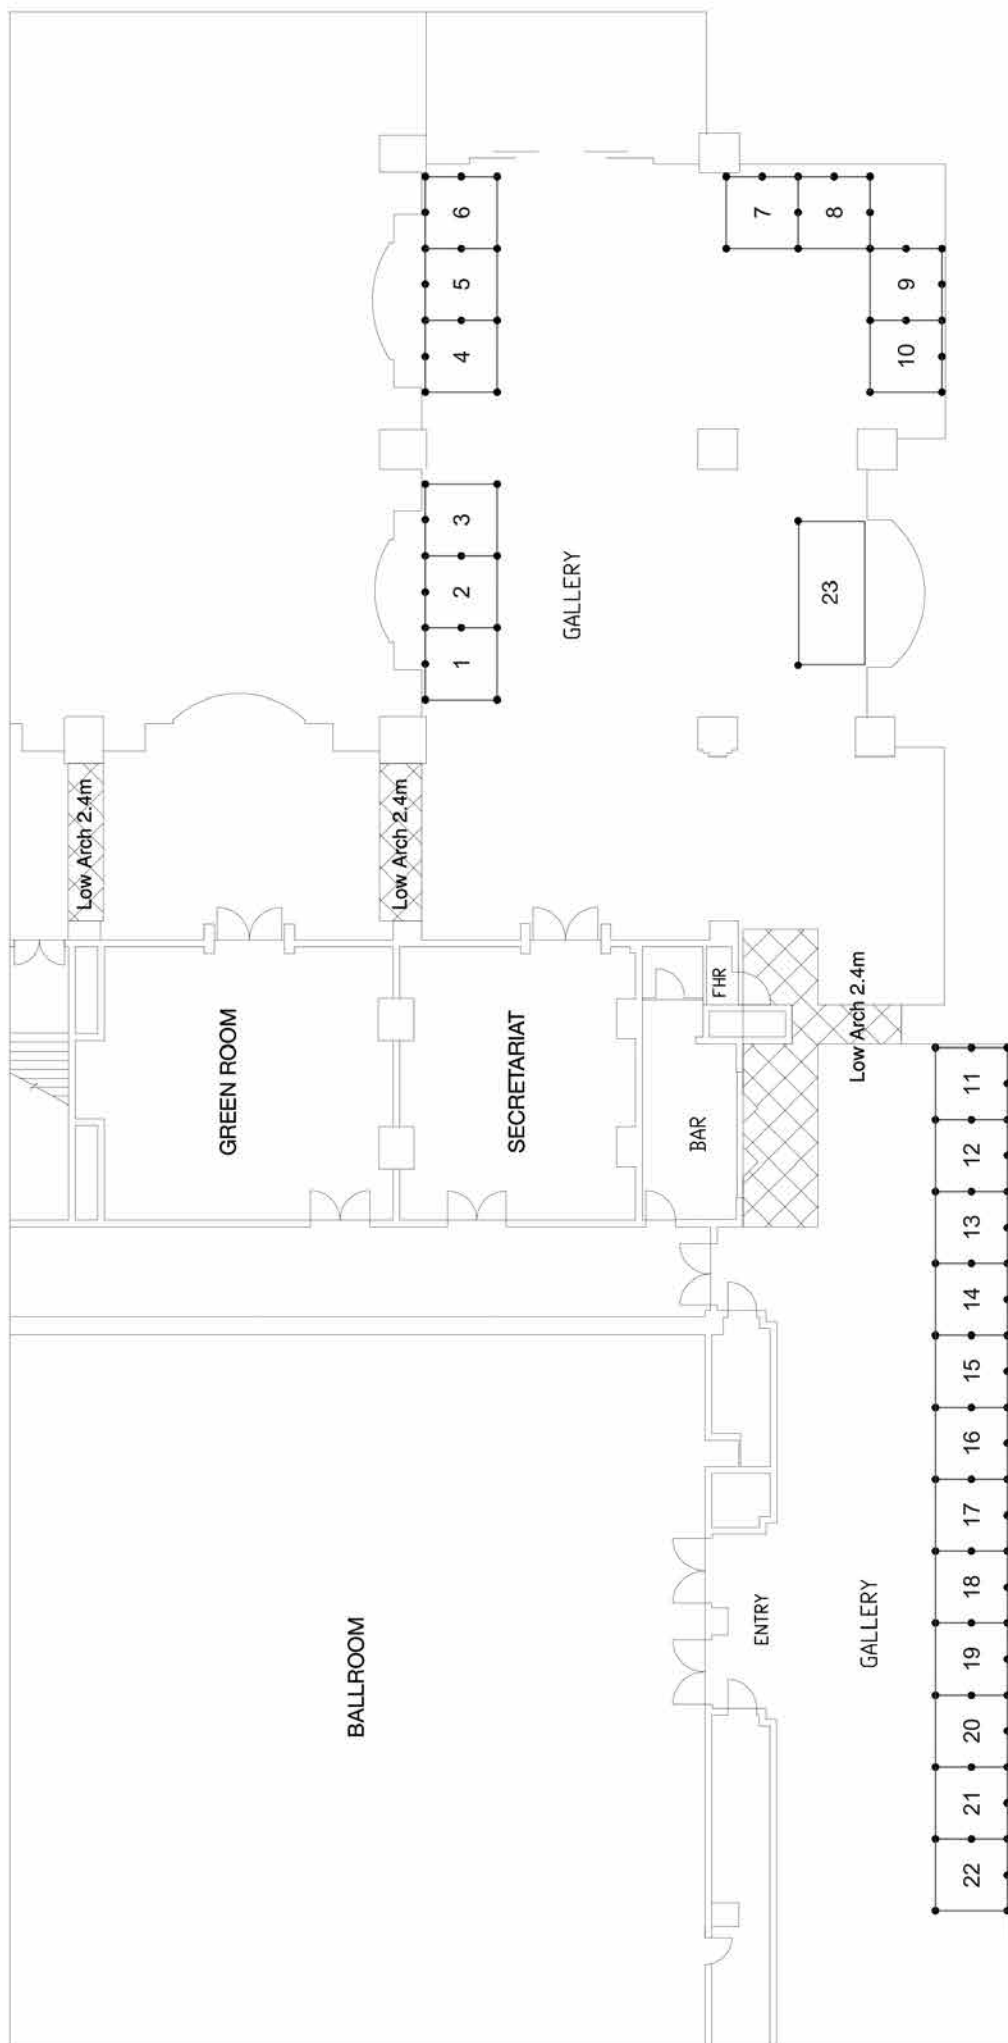 6
5
4
3
2
1
7
8
9
10
23
GALLERY
Low Arch 2.4m
Low Arch 2.4m
GREEN ROOM
SECRETARIAT
FHR
BAR
Low Arch 2.4m
11
12
13
14
15
16
17
18
19
20
21
22
BALLROOM
ENTRY
GALLERY